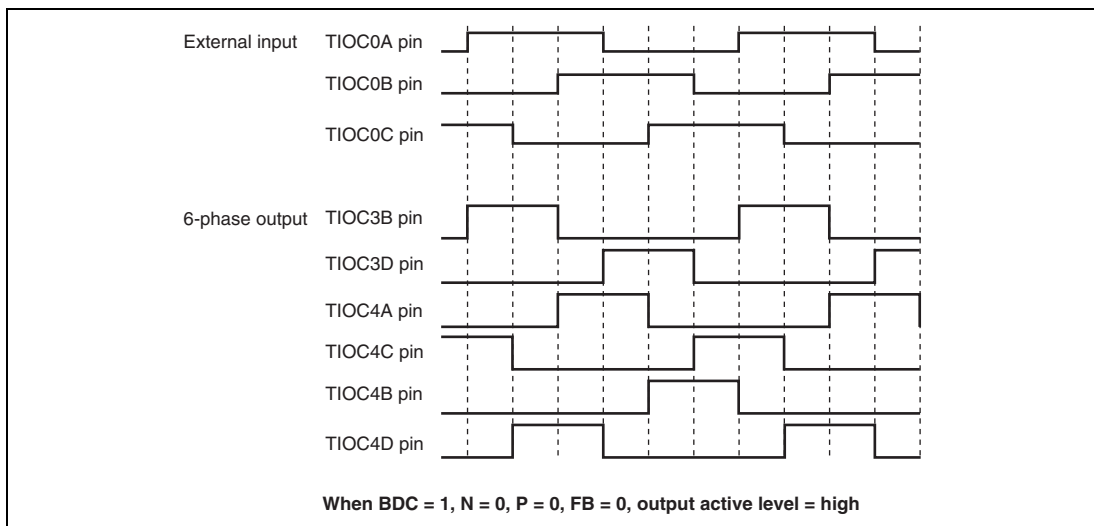 External input TIOC0A pin
TIOC0B pin
TIOC0C pin
6-phase output TIOC3B pin
TIOC3D pin
TIOC4A pin
TIOC4C pin
TIOC4B pin
TIOC4D pin
When BDC = 1, N = 0, P = 0, FB = 0, output active level = high